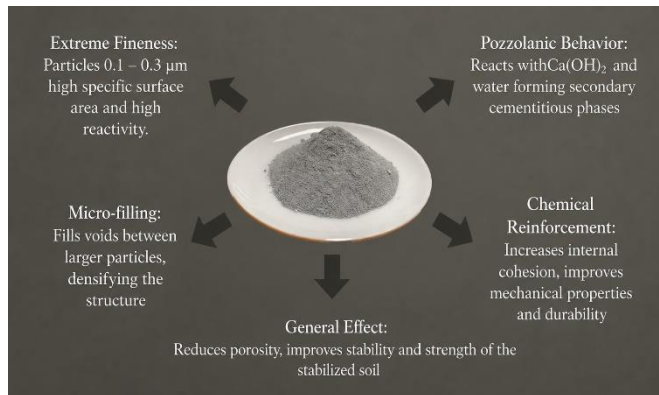 Extreme Fineness:
Particles 0.1 – 0.3 µm
high specific surface
area and high
reactivity.
Pozzolanic Behavior:
Reacts withCa(OH)₂ and
water forming secondary
cementitious phases
Micro-filling:
Fills voids between
larger particles,
densifying the
structure
Chemical
Reinforcement:
Increases internal
cohesion, improves
mechanical properties
and durability
General Effect:
Reduces porosity, improves stability and strength of the
stabilized soil